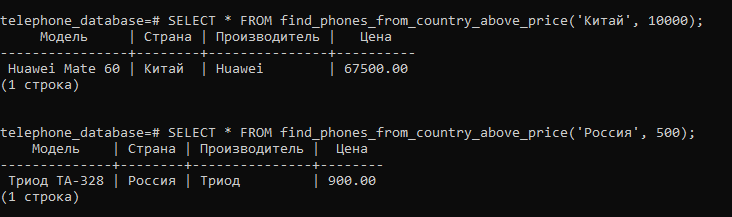 telephone_database=# SELECT * FROM find_phones_from_country_above_price('Китай', 10000);
     Модель     | Страна | Производитель |   Цена
----------------+--------+---------------+----------
 Huawei Mate 60 | Китай  | Huawei        | 67500.00
(1 строка)
telephone_database=# SELECT * FROM find_phones_from_country_above_price('Россия', 500);
    Модель    | Страна | Производитель |  Цена
--------------+--------+---------------+--------
 Триод ТА-328 | Россия | Триод         | 900.00
(1 строка)